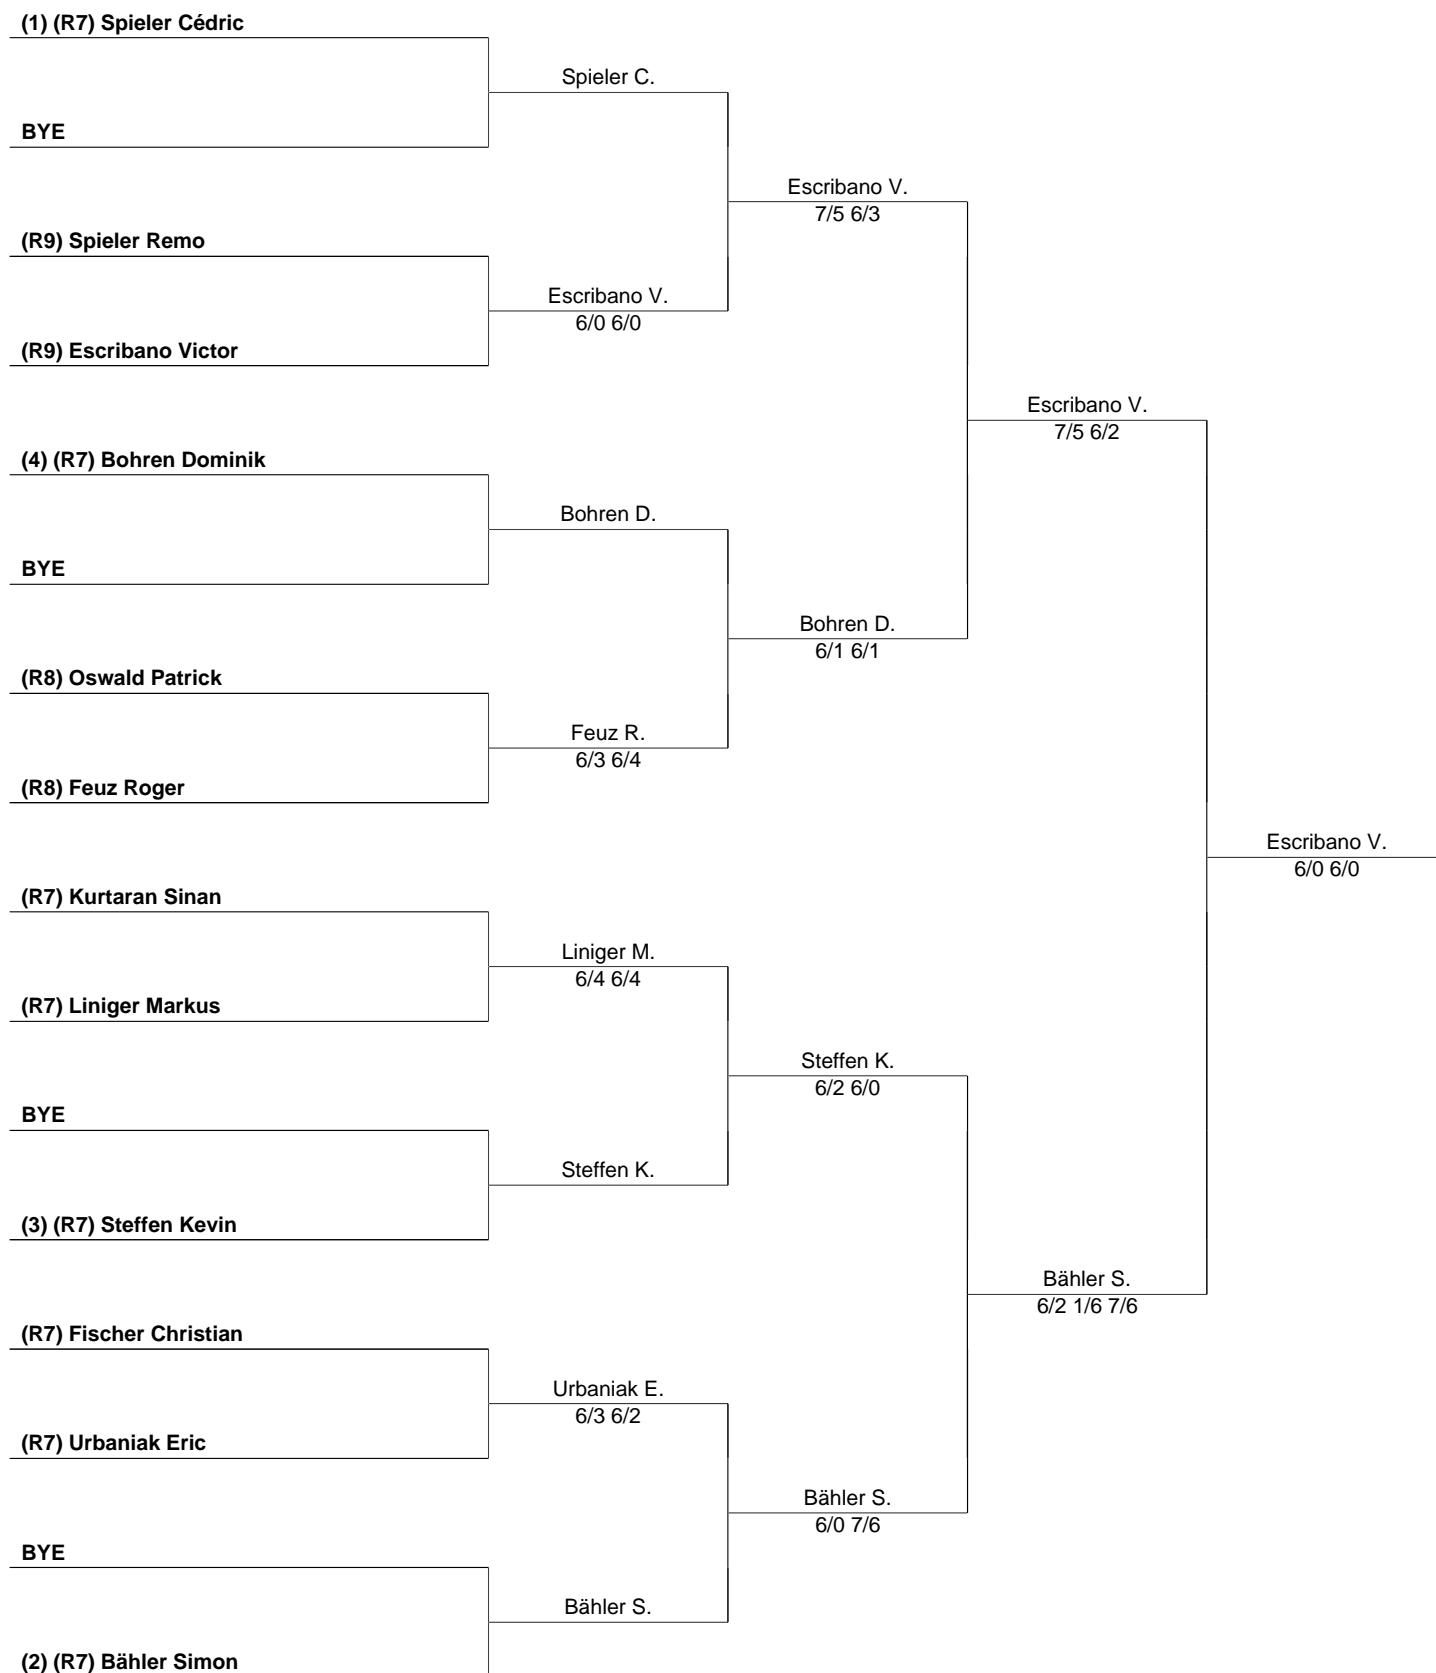 (1) (R7) Spieler Cédric
Spieler C.
BYE
Escribano V.
7/5 6/3
(R9) Spieler Remo
Escribano V.
6/0 6/0
(R9) Escribano Victor
Escribano V.
7/5 6/2
(4) (R7) Bohren Dominik
Bohren D.
BYE
Bohren D.
6/1 6/1
(R8) Oswald Patrick
Feuz R.
6/3 6/4
(R8) Feuz Roger
Escribano V.
6/0 6/0
(R7) Kurtaran Sinan
Liniger M.
6/4 6/4
(R7) Liniger Markus
Steffen K.
6/2 6/0
BYE
Steffen K.
(3) (R7) Steffen Kevin
Bähler S.
6/2 1/6 7/6
(R7) Fischer Christian
Urbaniak E.
6/3 6/2
(R7) Urbaniak Eric
Bähler S.
6/0 7/6
BYE
Bähler S.
(2) (R7) Bähler Simon